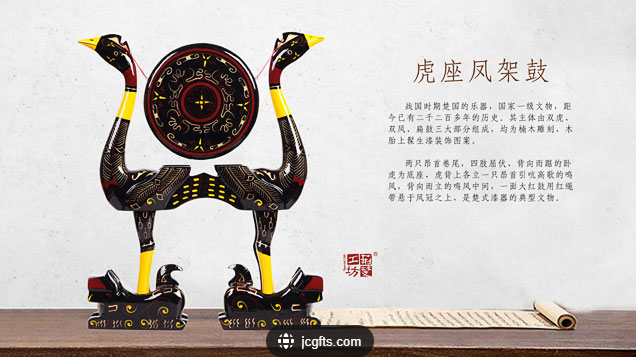 虎座凤架鼓
战国时期楚国的乐器，国家一级文物，距
今已有二千二百多年的历史。其主体由双虎、
双凤、扁鼓三大部分组成，均为楠木雕刻，木
胎上髹生漆装饰图案。
两只昂首卷尾，四肢屈伏，背向而踞的卧
虎为底座，虎背上各立一只昂首引吭高歌的鸣
凤，背向而立的鸣凤中间，一面大红鼓用红绳
带悬于凤冠之上，是楚式漆器的典型文物。
工坊
®
jcgfts.com